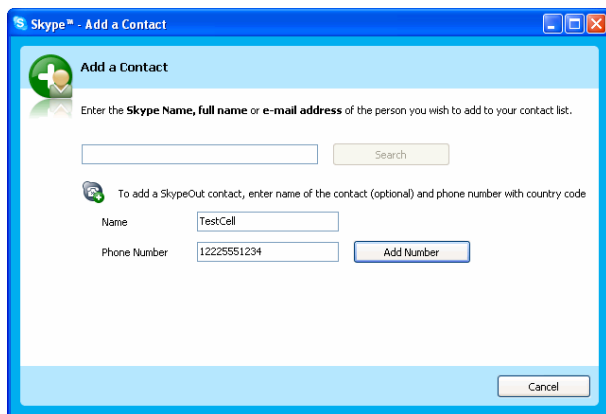 Skype™ - Add a Contact
Add a Contact
Enter the Skype Name, full name or e-mail address of the person you wish to add to your contact list.
Search
To add a SkypeOut contact, enter name of the contact (optional) and phone number with country code
Name TestCell
Phone Number 12225551234 Add Number
Cancel